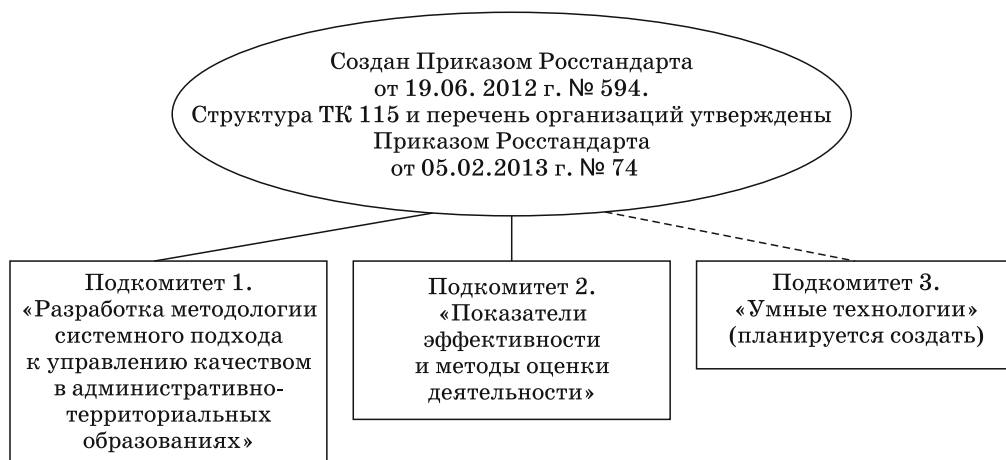 Создан Приказом Росстандарта
от 19.06. 2012 г. № 594.
Структура ТК 115 и перечень организаций утверждены
Приказом Росстандарта
от 05.02.2013 г. № 74
Подкомитет 1.
«Разработка методологии
системного подхода
к управлению качеством
в административно-
территориальных
образованиях»
Подкомитет 2.
«Показатели
эффективности
и методы оценки
деятельности»
Подкомитет 3.
«Умные технологии»
(планируется создать)